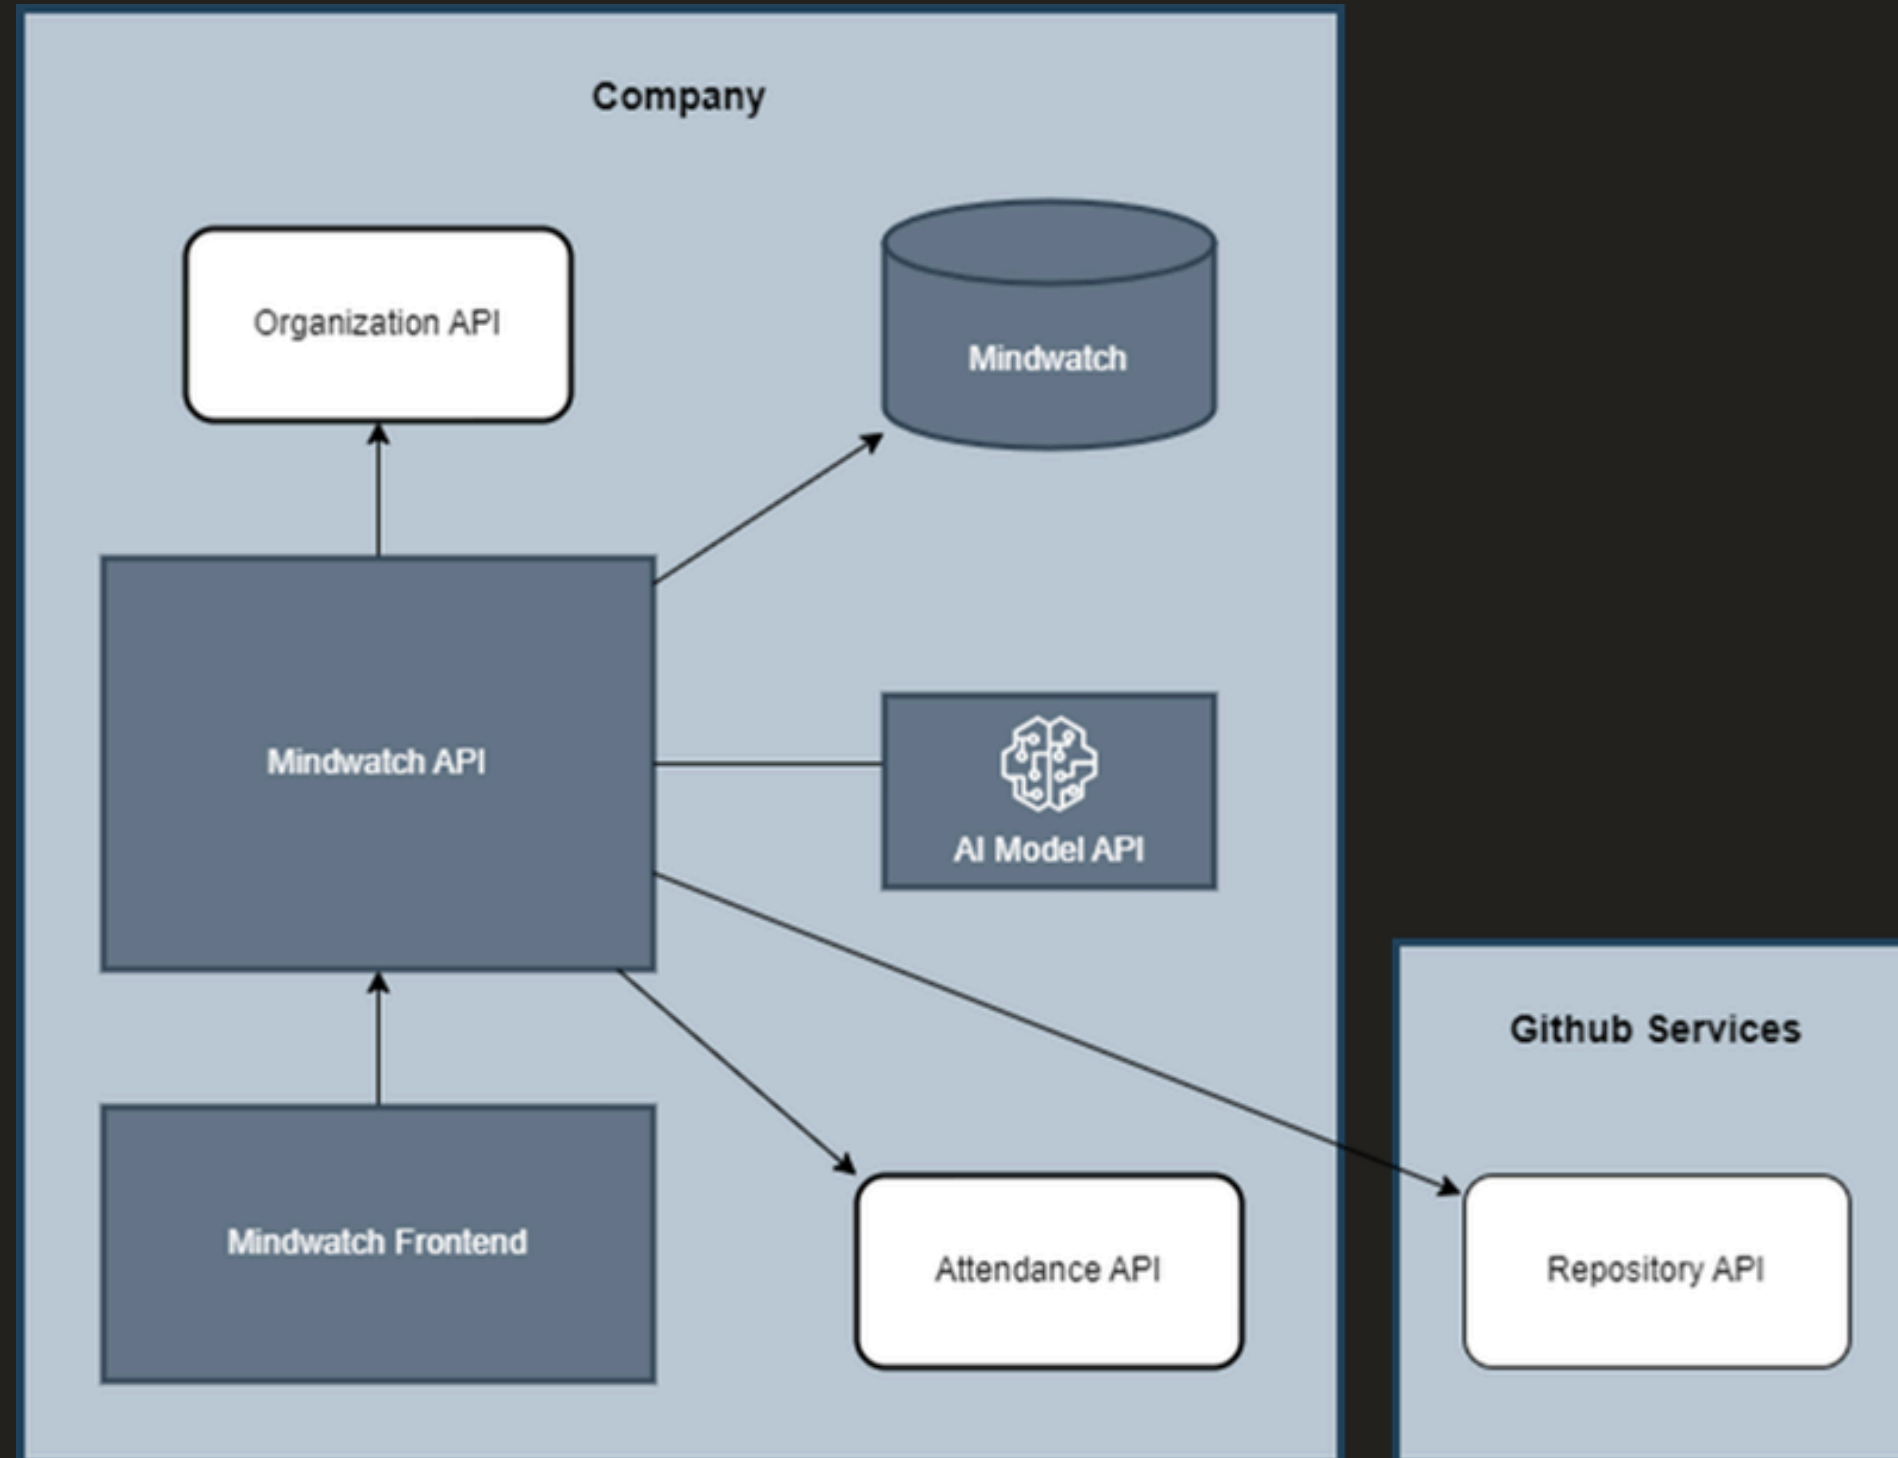 Company
Organization API
Mindwatch
Mindwatch API
AI Model API
Github Services
Mindwatch Frontend
Attendance API
Repository API